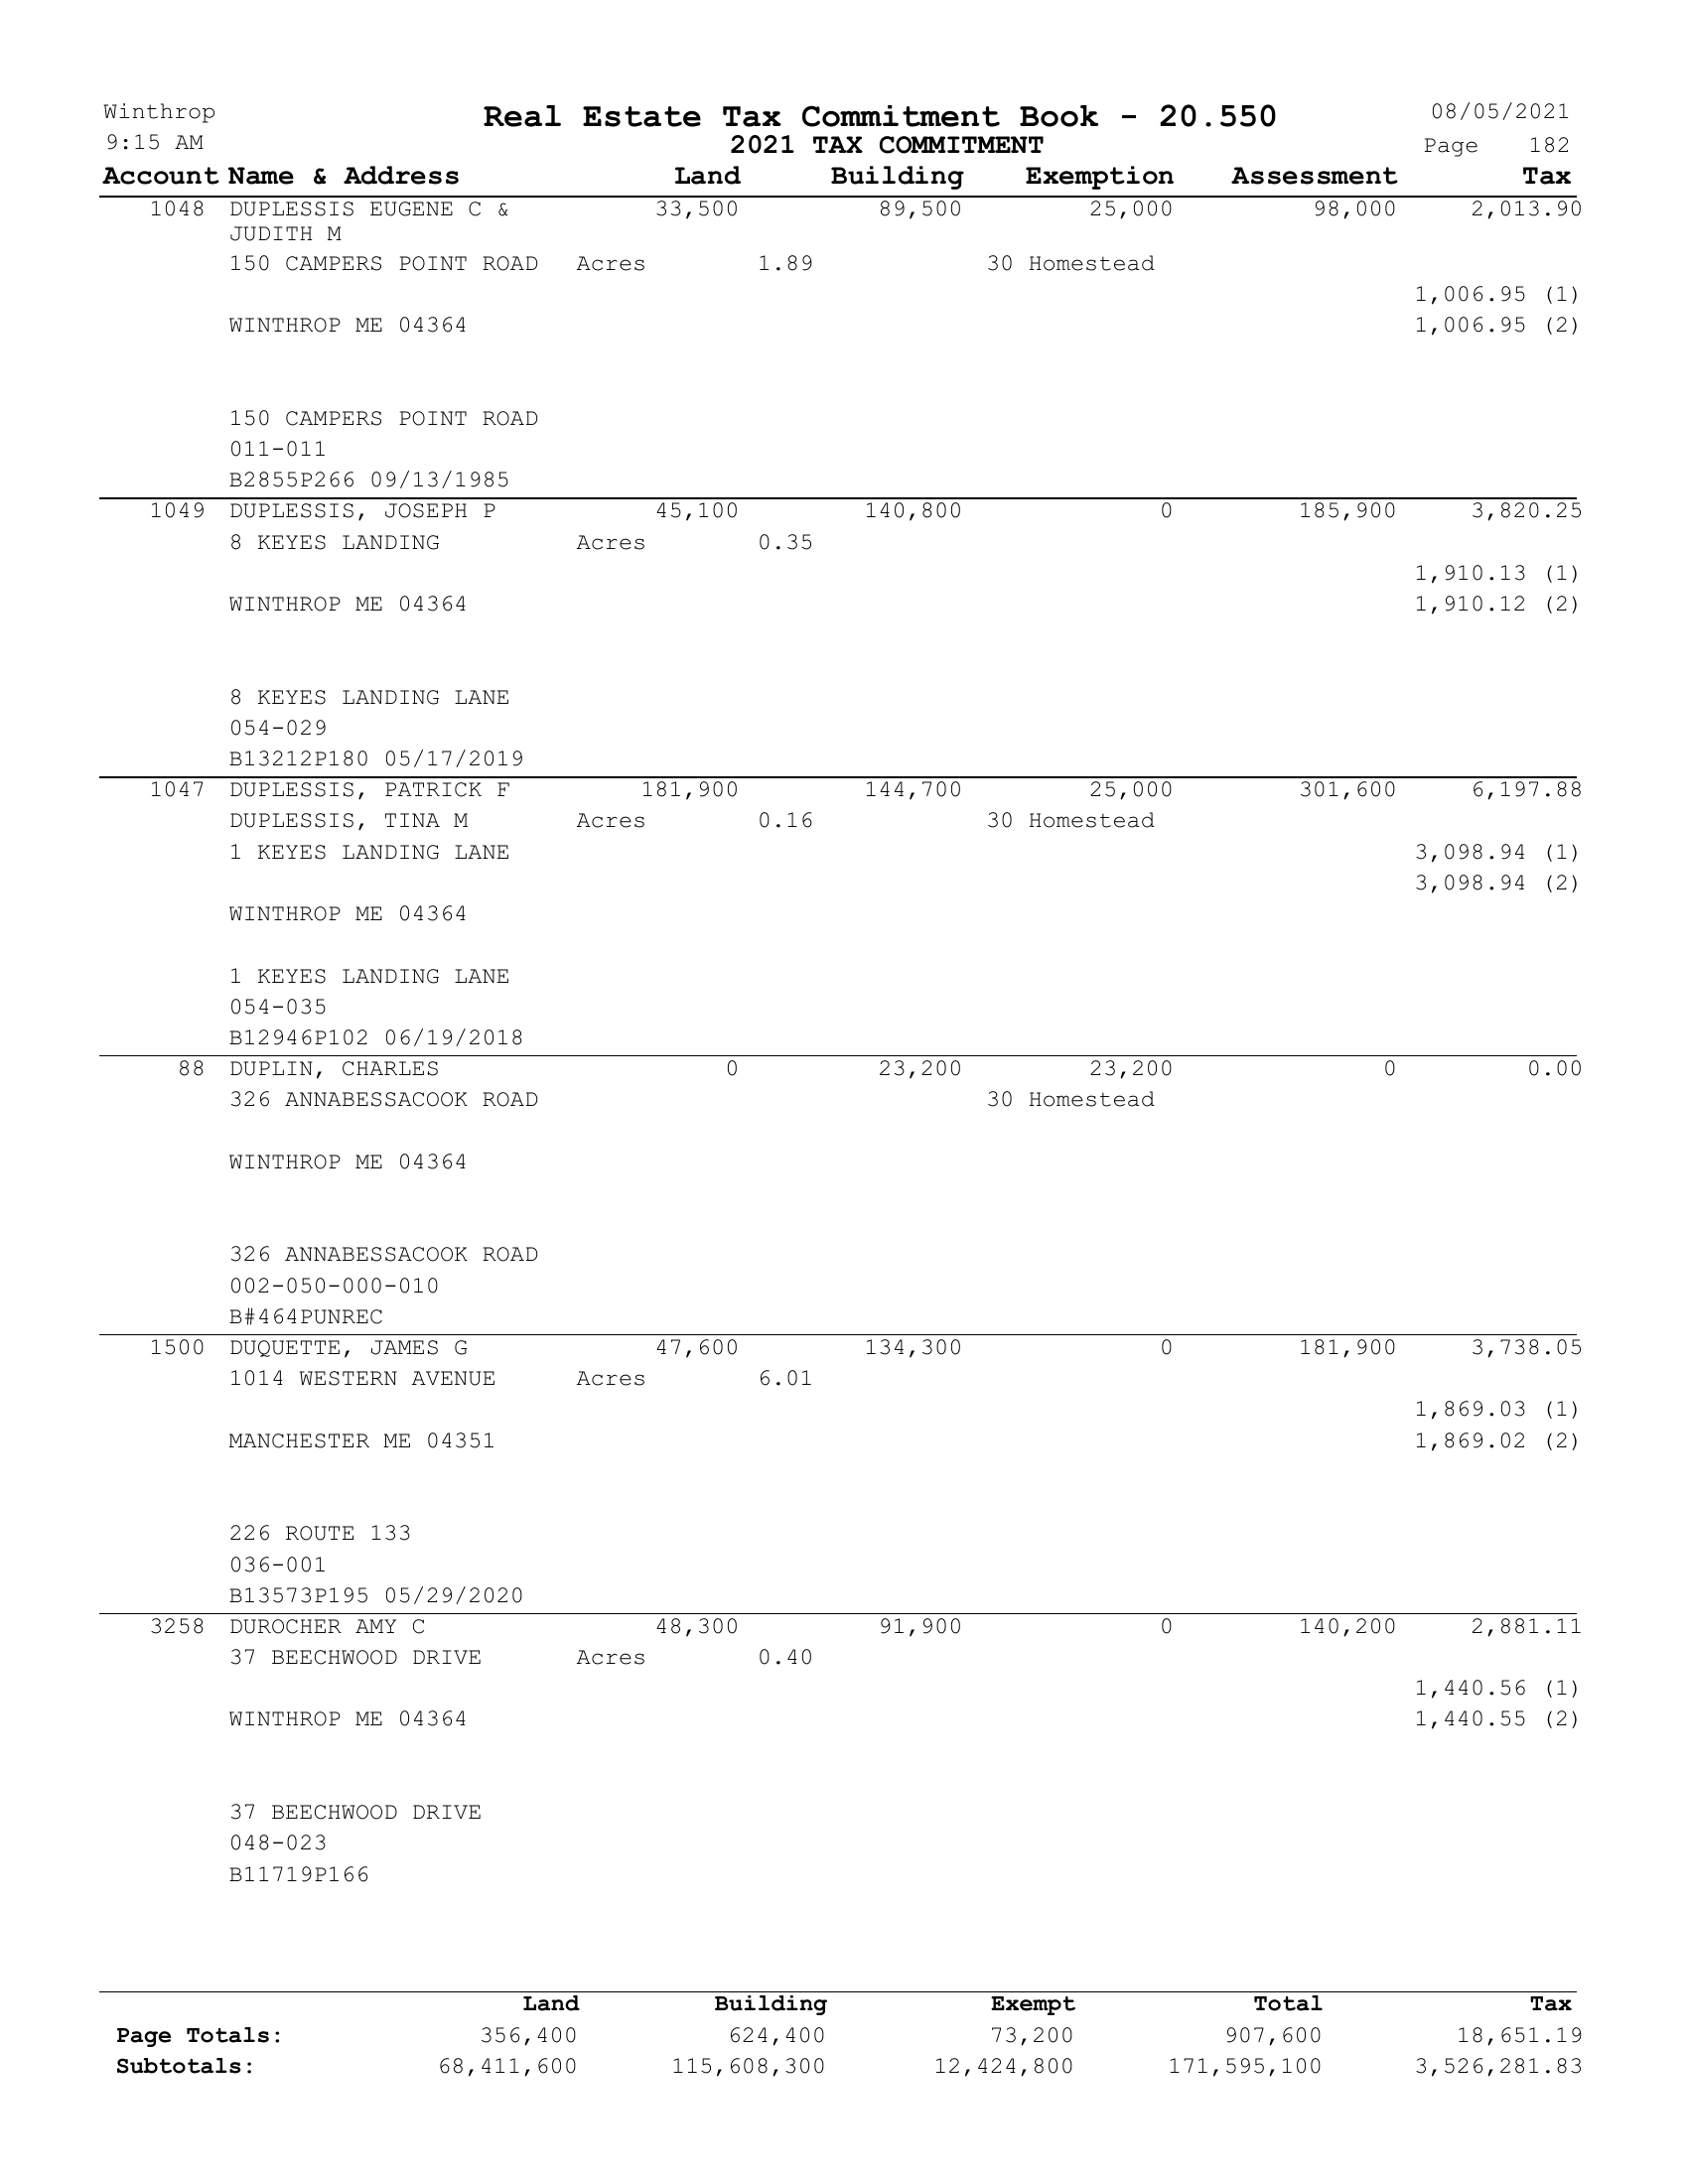 Winthrop Real Estate Tax Commitment Book - 20.550 08/05/2021
9:15 AM 2021 TAX COMMITMENT Page 182
Account Name & Address Land Building Exemption Assessment Tax
1048 DUPLESSIS EUGENE C & 33,500 89,500 25,000 98,000 2,013.90
JUDITH M
150 CAMPERS POINT ROAD Acres 1.89 30 Homestead
1,006.95 (1)
WINTHROP ME 04364 1,006.95 (2)
150 CAMPERS POINT ROAD
011-011
B2855P266 09/13/1985
1049 DUPLESSIS, JOSEPH P 45,100 140,800 0 185,900 3,820.25
8 KEYES LANDING Acres 0.35
1,910.13 (1)
WINTHROP ME 04364 1,910.12 (2)
8 KEYES LANDING LANE
054-029
B13212P180 05/17/2019
1047 DUPLESSIS, PATRICK F 181,900 144,700 25,000 301,600 6,197.88
DUPLESSIS, TINA M Acres 0.16 30 Homestead
1 KEYES LANDING LANE 3,098.94 (1)
3,098.94 (2)
WINTHROP ME 04364
1 KEYES LANDING LANE
054-035
B12946P102 06/19/2018
88 DUPLIN, CHARLES 0 23,200 23,200 0 0.00
326 ANNABESSACOOK ROAD 30 Homestead
WINTHROP ME 04364
326 ANNABESSACOOK ROAD
002-050-000-010
B#464PUNREC
1500 DUQUETTE, JAMES G 47,600 134,300 0 181,900 3,738.05
1014 WESTERN AVENUE Acres 6.01
1,869.03 (1)
MANCHESTER ME 04351 1,869.02 (2)
226 ROUTE 133
036-001
B13573P195 05/29/2020
3258 DUROCHER AMY C 48,300 91,900 0 140,200 2,881.11
37 BEECHWOOD DRIVE Acres 0.40
1,440.56 (1)
WINTHROP ME 04364 1,440.55 (2)
37 BEECHWOOD DRIVE
048-023
B11719P166
Land Building Exempt Total Tax
Page Totals: 356,400 624,400 73,200 907,600 18,651.19
Subtotals: 68,411,600 115,608,300 12,424,800 171,595,100 3,526,281.83